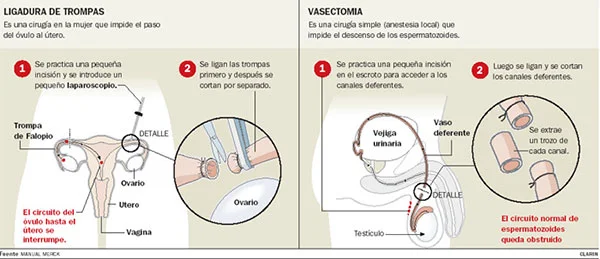 LIGADURA DE TROMPAS
Es una cirugía en la mujer que impide el paso
del óvulo al útero.
1
Se practica una pequeña
incisión y se introduce un
pequeño laparoscopio.
2
Se ligan las trompas
primero y después se
cortan por separado.
Trompa
de Falopio
DETALLE
Ovario
Utero
Vagina
Ovario
El circuito del
óvulo hasta el
útero se
interrumpe.
VASECTOMIA
Es una cirugía simple (anestesia local) que
impide el descenso de los espermatozoides.
1
Se practica una pequeña incisión
en el escroto para acceder a los
canales deferentes.
2
Luego se ligan y se cortan
los canales deferentes.
Vejiga
urinaria
Vaso
deferente
DETALLE
Testículo
Se extrae
un trozo de
cada canal.
El circuito normal de
espermatozoides
queda obstruido
Fuente MANUAL MERCK
CLARIN